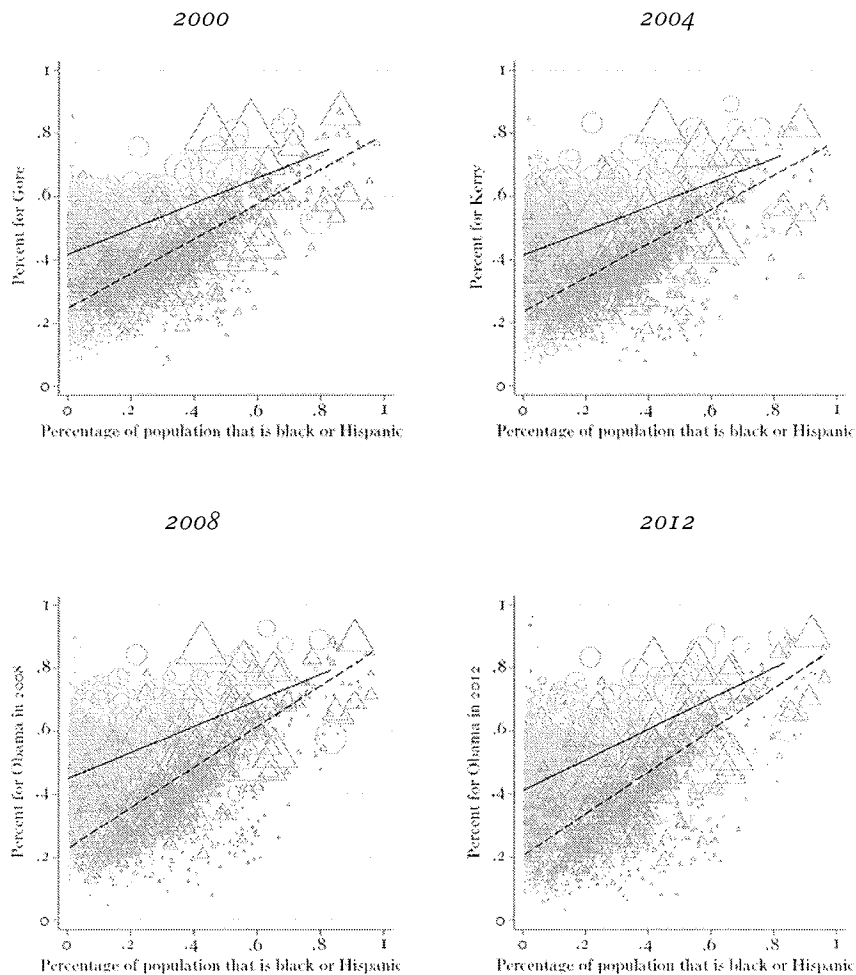 2000
2004
1
.8
.6
.4
.2
0
Percent for Gore
0 .2 .4 .6 .8 1
Percentage of population that is black or Hispanic
1
.8
.6
.4
.2
0
Percent for Kerry
0 .2 .4 .6 .8 1
Percentage of population that is black or Hispanic
2008
2012
1
.8
.6
.4
.2
0
Percent for Obama in 2008
0 .2 .4 .6 .8 1
Percentage of population that is black or Hispanic
1
.8
.6
.4
.2
0
Percent for Obama in 2012
0 .2 .4 .6 .8 1
Percentage of population that is black or Hispanic